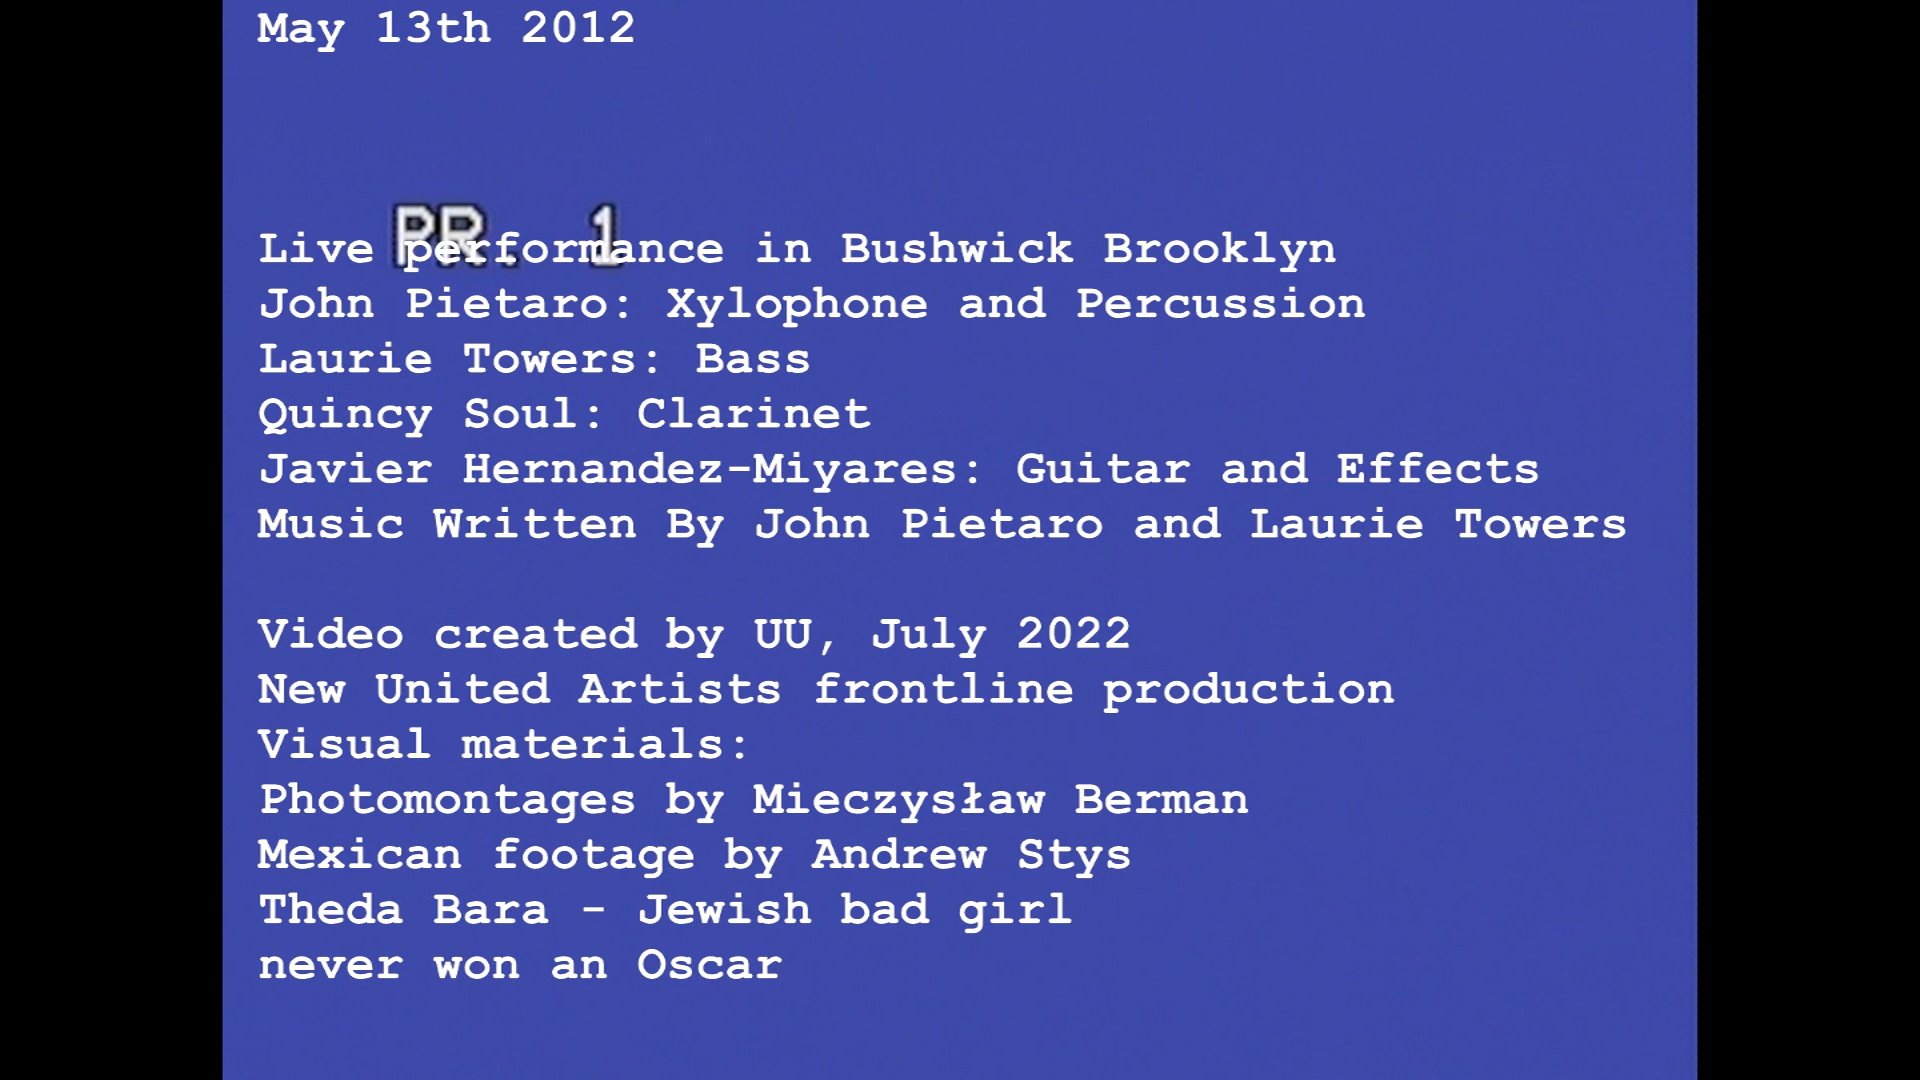 May 13th 2012
PR. 1
Live performance in Bushwick Brooklyn
John Pietaro: Xylophone and Percussion
Laurie Towers: Bass
Quincy Soul: Clarinet
Javier Hernandez-Miyares: Guitar and Effects
Music Written By John Pietaro and Laurie Towers
Video created by UU, July 2022
New United Artists frontline production
Visual materials:
Photomontages by Mieczysław Berman
Mexican footage by Andrew Stys
Theda Bara - Jewish bad girl
never won an Oscar